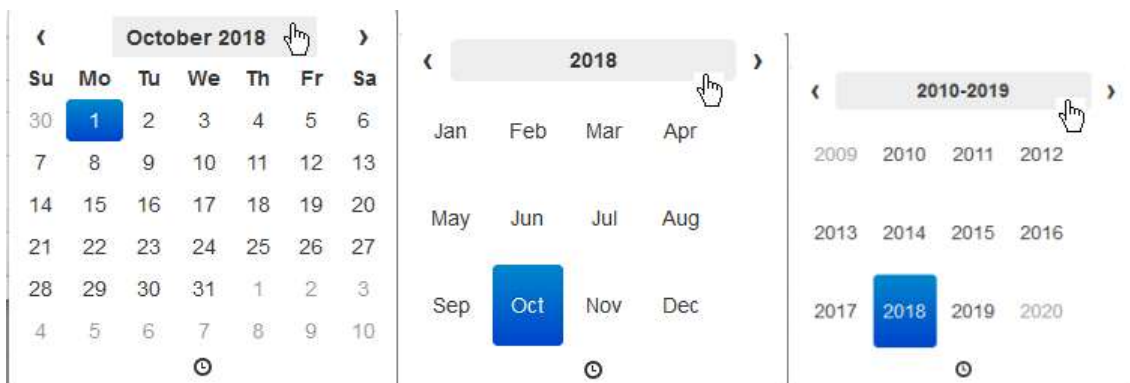 ‹ October 2018 ›
Su Mo Tu We Th Fr Sa
30 1 2 3 4 5 6
7 8 9 10 11 12 13
14 15 16 17 18 19 20
21 22 23 24 25 26 27
28 29 30 31 1 2 3
4 5 6 7 8 9 10
‹ 2018 ›
Jan Feb Mar Apr
May Jun Jul Aug
Sep Oct Nov Dec
‹ 2010-2019 ›
2009 2010 2011 2012
2013 2014 2015 2016
2017 2018 2019 2020